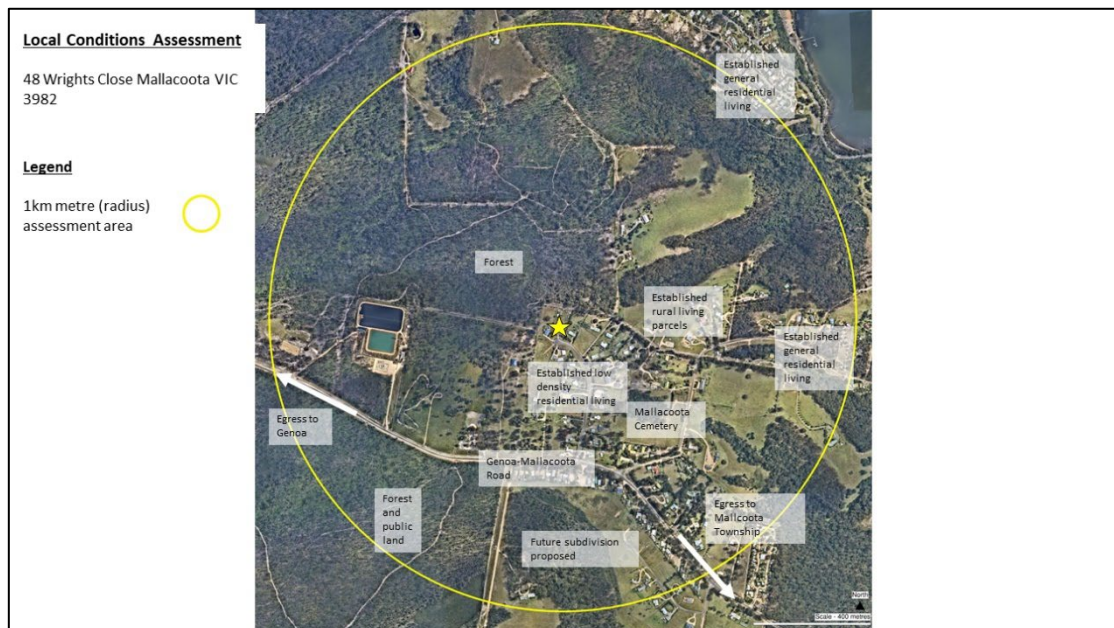 Local Conditions Assessment
48 Wrights Close Mallacoota VIC
3982
Legend
1km metre (radius)
assessment area
Established
general
residential
living
Forest
Established
rural living
parcels
Established
general
residential
living
Established low
density
residential living
Mallacoota
Cemetery
Egress to
Genoa
Genoa-Mallacoota
Road
Forest
and
public
land
Egress to
Mallcoota
Township
Future subdivision
proposed
North
Scale - 400 metres